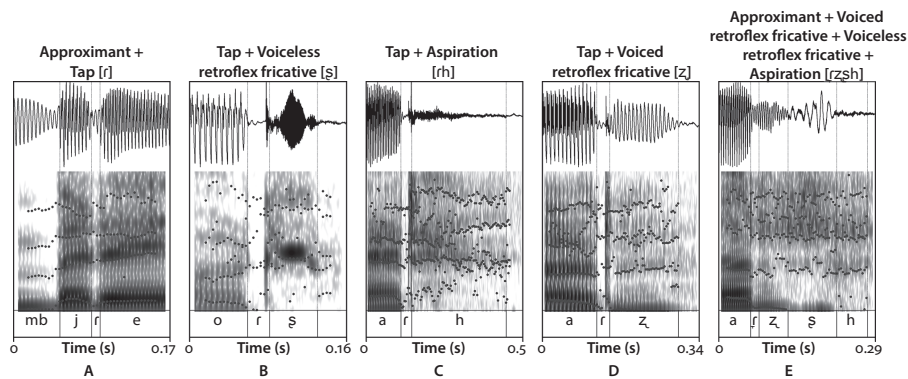 Approximant +
Tap [ɾ]
Tap + Voiceless
retroflex fricative [ʂ]
Tap + Aspiration
[ɾh]
Tap + Voiced
retroflex fricative [ʐ]
Approximant + Voiced
retroflex fricative + Voiceless
retroflex fricative +
Aspiration [ɾʐʂh]
mb j ɾ e
0 Time (s) 0.17
A
o ɾ ʂ
0 Time (s) 0.16
B
a ɾ h
0 Time (s) 0.5
C
a ɾ ʐ
0 Time (s) 0.34
D
a ɾ̞ ʐ ʂ h
0 Time (s) 0.29
E